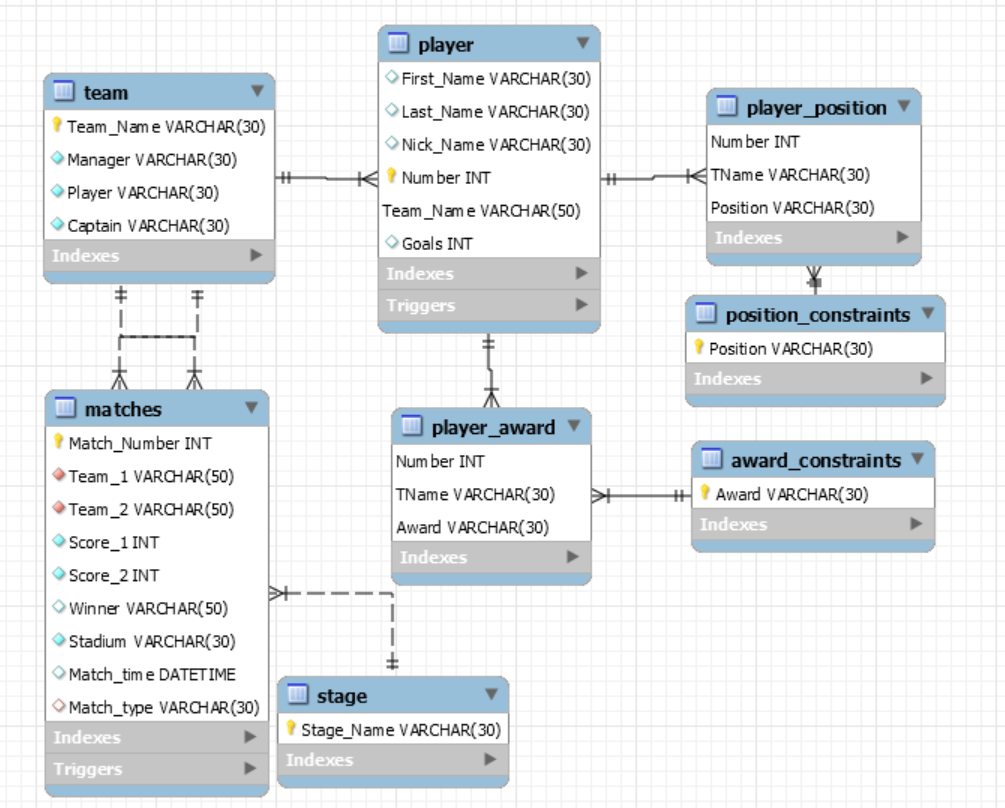 team
Team_Name VARCHAR(30)
Manager VARCHAR(30)
Player VARCHAR(30)
Captain VARCHAR(30)
Indexes
player
First_Name VARCHAR(30)
Last_Name VARCHAR(30)
Nick_Name VARCHAR(30)
Number INT
Team_Name VARCHAR(50)
Goals INT
Indexes
Triggers
player_position
Number INT
TName VARCHAR(30)
Position VARCHAR(30)
Indexes
position_constraints
Position VARCHAR(30)
Indexes
matches
Match_Number INT
Team_1 VARCHAR(50)
Team_2 VARCHAR(50)
Score_1 INT
Score_2 INT
Winner VARCHAR(50)
Stadium VARCHAR(30)
Match_time DATETIME
Match_type VARCHAR(30)
Indexes
Triggers
player_award
Number INT
TName VARCHAR(30)
Award VARCHAR(30)
Indexes
award_constraints
Award VARCHAR(30)
Indexes
stage
Stage_Name VARCHAR(30)
Indexes